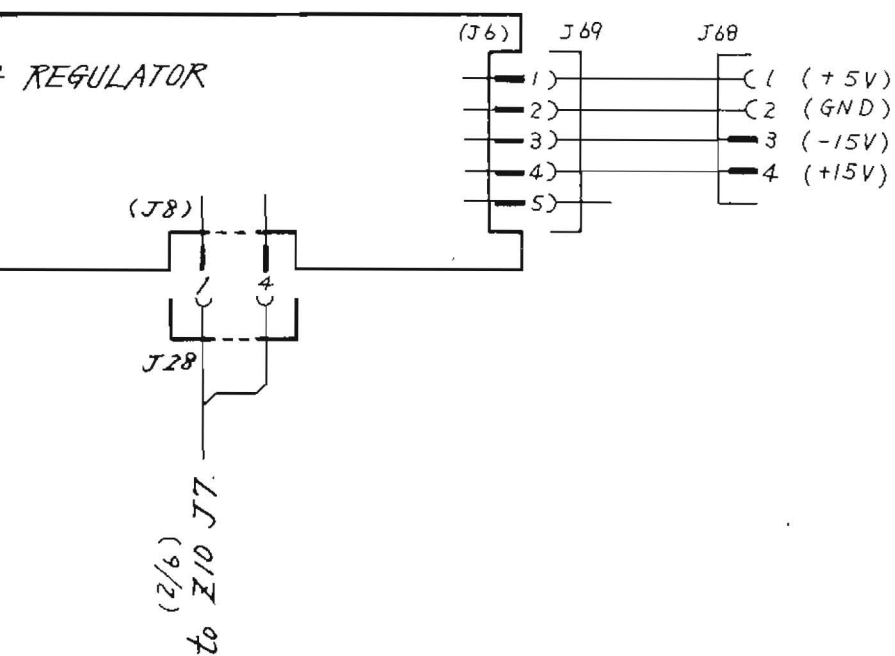 (J6) J69 J68
REGULATOR
1 1 (+5V)
2 2 (GND)
3 3 (-15V)
4 4 (+15V)
5
(J8)
1 4
J28
(2/6)
to Z10 J7.